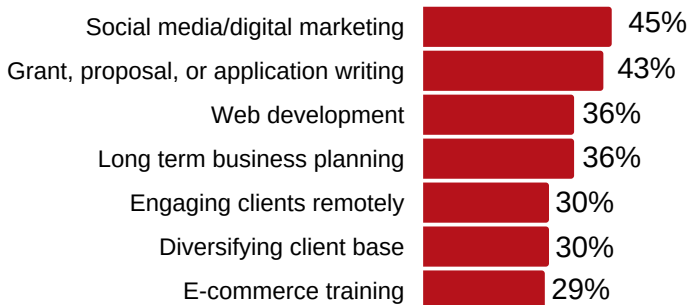 Social media/digital marketing 45%
Grant, proposal, or application writing 43%
Web development 36%
Long term business planning 36%
Engaging clients remotely 30%
Diversifying client base 30%
E-commerce training 29%